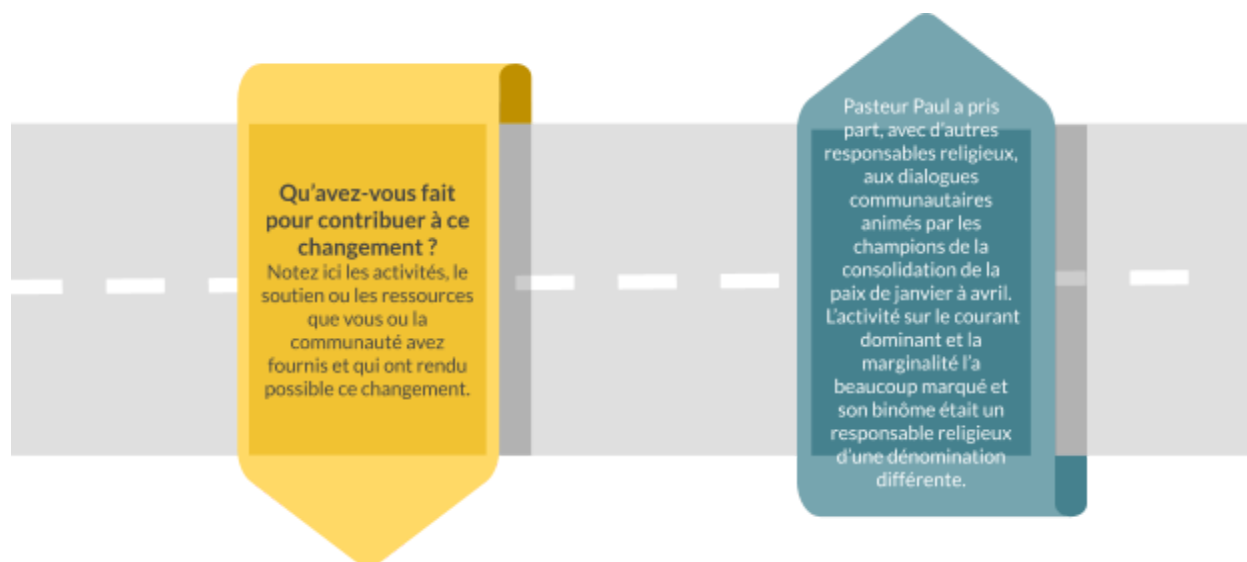 Qu'avez-vous fait
pour contribuer à ce
changement ?
Notez ici les activités, le
soutien ou les ressources
que vous ou la
communauté avez
fournis et qui ont rendu
possible ce changement.
Pasteur Paul a pris
part, avec d'autres
responsables religieux,
aux dialogues
communautaires
animés par les
champions de la
consolidation de la
paix de janvier à avril.
L'activité sur le courant
dominant et la
marginalité l'a
beaucoup marqué et
son binôme était un
responsable religieux
d'une dénomination
différente.